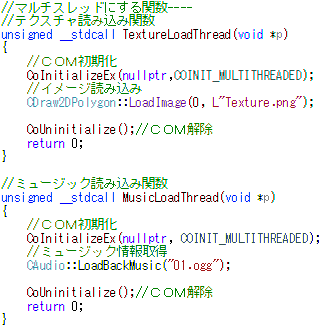 //マルチスレッドにする関数----
//テクスチャ読み込み関数
unsigned __stdcall TextureLoadThread(void *p)
{
//ＣＯＭ初期化
CoInitializeEx(nullptr,COINIT_MULTITHREADED);
//イメージ読み込み
CDraw2DPolygon::LoadImage(0, L"Texture.png");
CoUninitialize();//ＣＯＭ解除
return 0;
}
//ミュージック読み込み関数
unsigned __stdcall MusicLoadThread(void *p)
{
//ＣＯＭ初期化
CoInitializeEx(nullptr, COINIT_MULTITHREADED);
//ミュージック情報取得
CAudio::LoadBackMusic("01.ogg");
CoUninitialize();//ＣＯＭ解除
return 0;
}